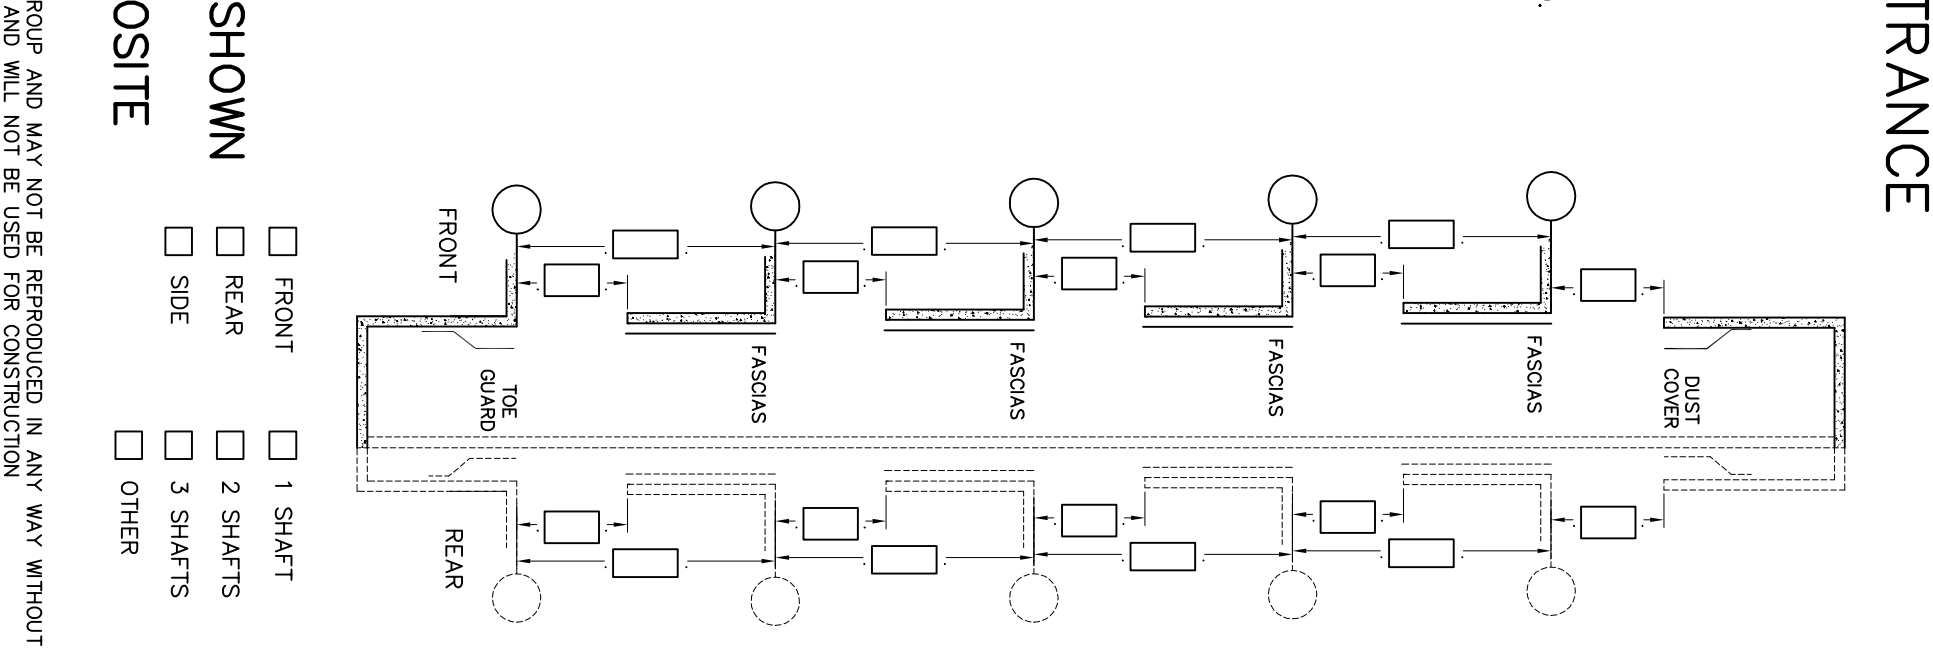 TRANCE
DUST
COVER
FASCIAS
FASCIAS
FASCIAS
FASCIAS
TOE
GUARD
FRONT
REAR
FRONT
REAR
SIDE
1 SHAFT
2 SHAFTS
3 SHAFTS
OTHER
SHOWN
OSITE
ROUP AND MAY NOT BE REPRODUCED IN ANY WAY WITHOUT
AND WILL NOT BE USED FOR CONSTRUCTION